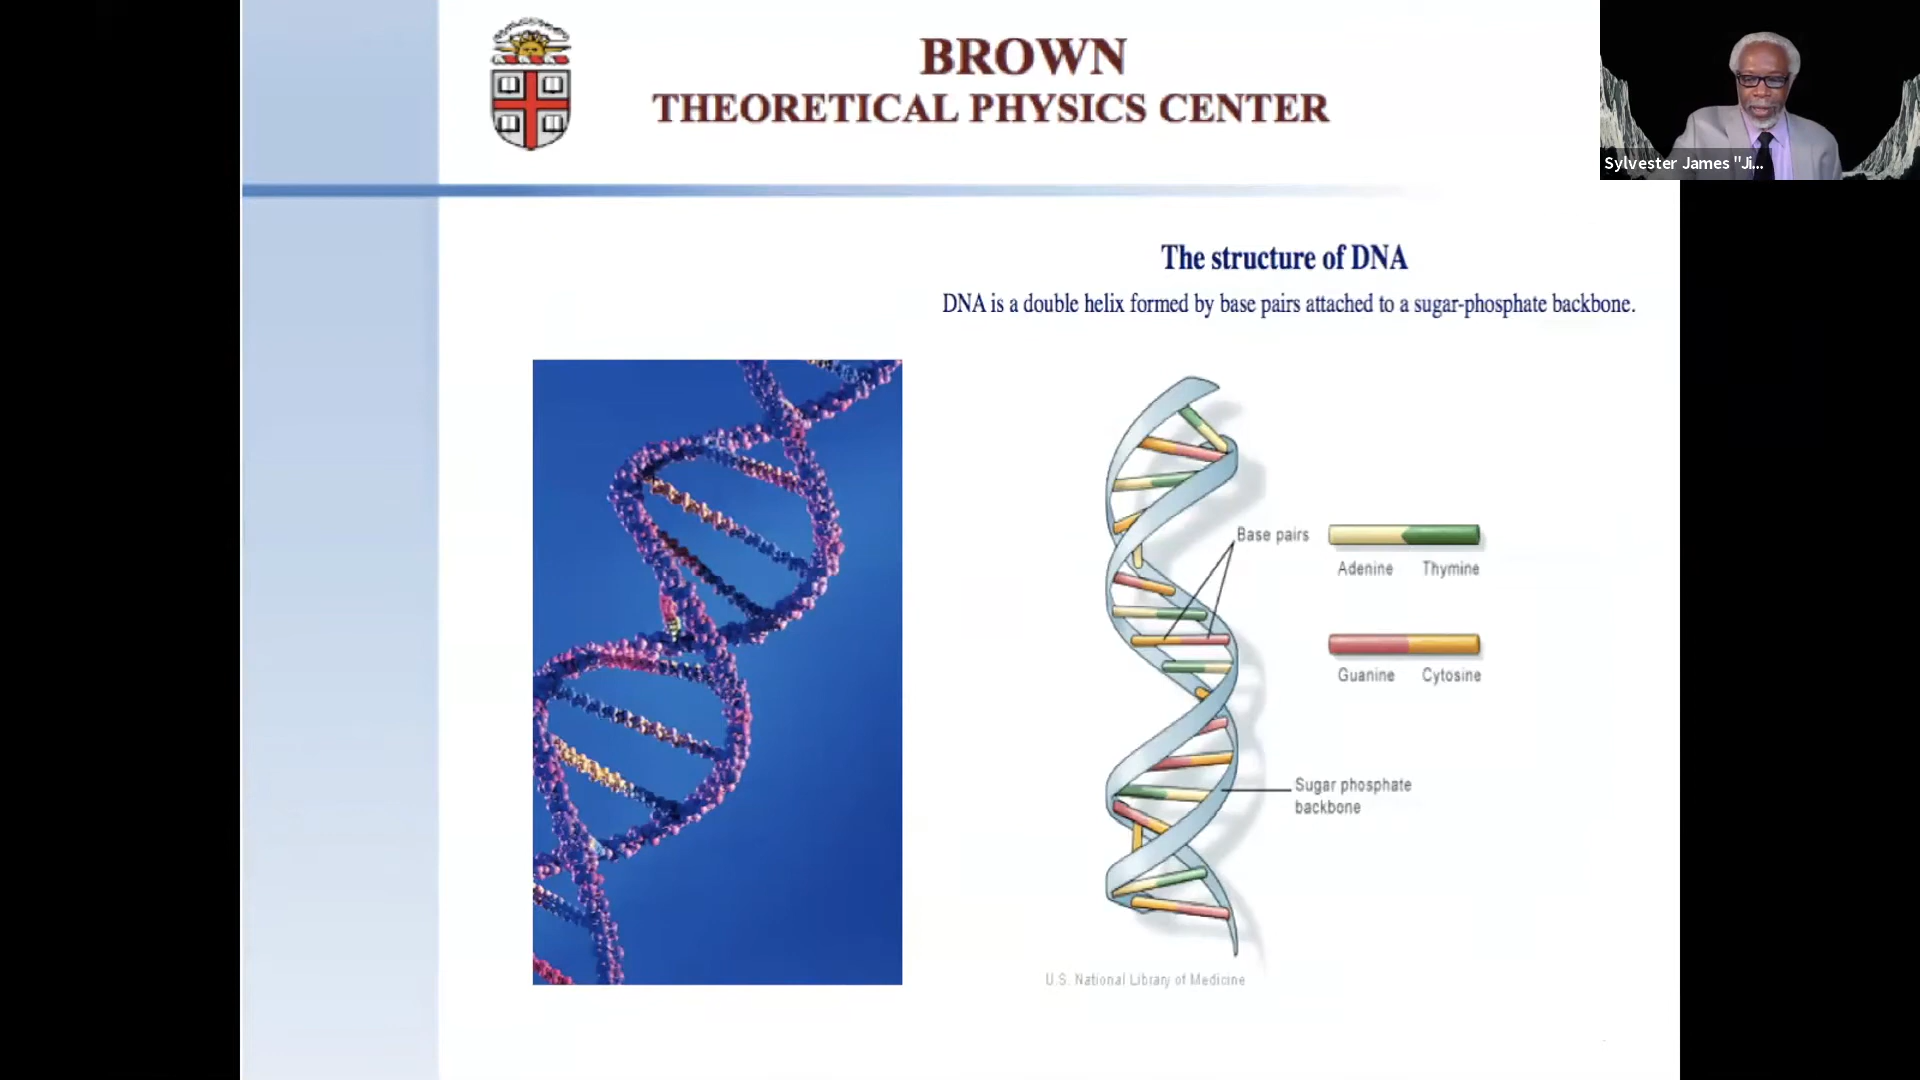 BROWN
THEORETICAL PHYSICS CENTER
Sylvester James "Ji...
The structure of DNA
DNA is a double helix formed by base pairs attached to a sugar-phosphate backbone.
Base pairs
Adenine Thymine
Guanine Cytosine
Sugar phosphate
backbone
U.S. National Library of Medicine